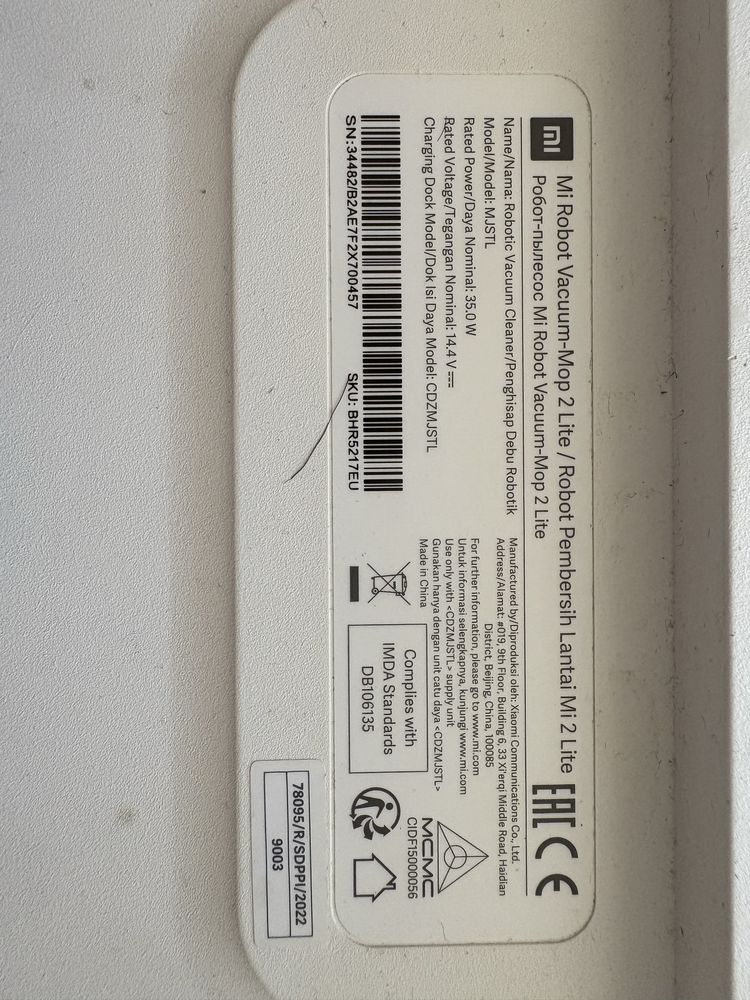 mi
Mi Robot Vacuum-Mop 2 Lite / Robot Pembersih Lantai Mi 2 Lite
Робот-пылесос Mi Robot Vacuum-Mop 2 Lite
EAC CE
Name/Nama: Robotic Vacuum Cleaner/Penghisap Debu Robotik
Model/Model: MJSTL
Rated Power/Daya Nominal: 35.0 W
Rated Voltage/Tegangan Nominal: 14.4 V
Charging Dock Model/Dok Isi Daya Model: CDZMJSTL
SN:34482/B2AE7F2X700457
SKU: BHR5217EU
Manufactured by/Diproduksi oleh: Xiaomi Communications Co., Ltd.
Address/Alamat: #019, 9th Floor, Building 6, 33 Xi'erqi Middle Road, Haidian
District, Beijing, China, 100085
For further information, please go to www.mi.com
Untuk informasi selengkapnya, kunjungi www.mi.com
Use only with <CDZMJSTL> supply unit
Gunakan hanya dengan unit catu daya <CDZMJSTL>
Made in China
Complies with
IMDA Standards
DB106135
MCMC
CIDF15000056
78095/R/SDPPI/2022
9003